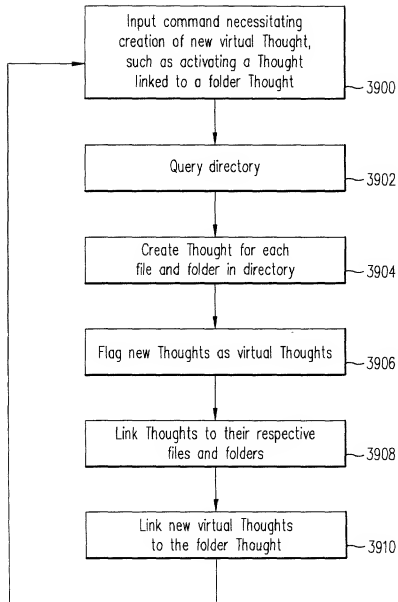 Input command necessitating
creation of new virtual Thought,
such as activating a Thought
linked to a folder Thought
3900
Query directory
3902
Create Thought for each
file and folder in directory
3904
Flag new Thoughts as virtual Thoughts
3906
Link Thoughts to their respective
files and folders
3908
Link new virtual Thoughts
to the folder Thought
3910